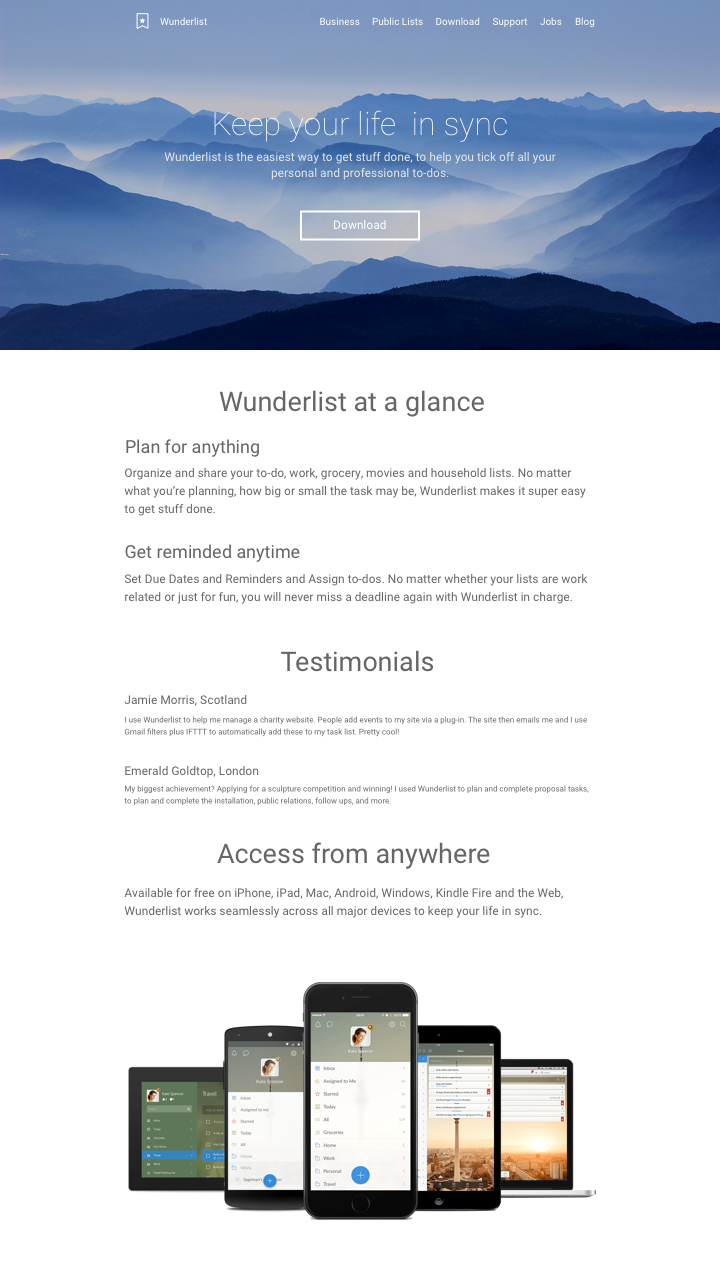 Wunderlist
Business Public Lists Download Support Jobs Blog
Keep your life in sync
Wunderlist is the easiest way to get stuff done, to help you tick off all your
personal and professional to-dos.
Download
Wunderlist at a glance
Plan for anything
Organize and share your to-do, work, grocery, movies and household lists. No matter
what you’re planning, how big or small the task may be, Wunderlist makes it super easy
to get stuff done.
Get reminded anytime
Set Due Dates and Reminders and Assign to-dos. No matter whether your lists are work
related or just for fun, you will never miss a deadline again with Wunderlist in charge.
Testimonials
Jamie Morris, Scotland
I use Wunderlist to help me manage a charity website. People add events to my site via a plug-in. The site then emails me and I use
Gmail filters plus IFTTT to automatically add these to my task list. Pretty cool!
Emerald Goldtop, London
My biggest achievement? Applying for a sculpture competition and winning! I used Wunderlist to plan and complete proposal tasks,
to plan and complete the installation, public relations, follow ups, and more.
Access from anywhere
Available for free on iPhone, iPad, Mac, Android, Windows, Kindle Fire and the Web,
Wunderlist works seamlessly across all major devices to keep your life in sync.
Travel
Inbox
Assigned to me
Starred
Today
All
Home
Work
Inbox
Assigned to Me
Starred
Today
All
Groceries
Home
Work
Personal
Travel